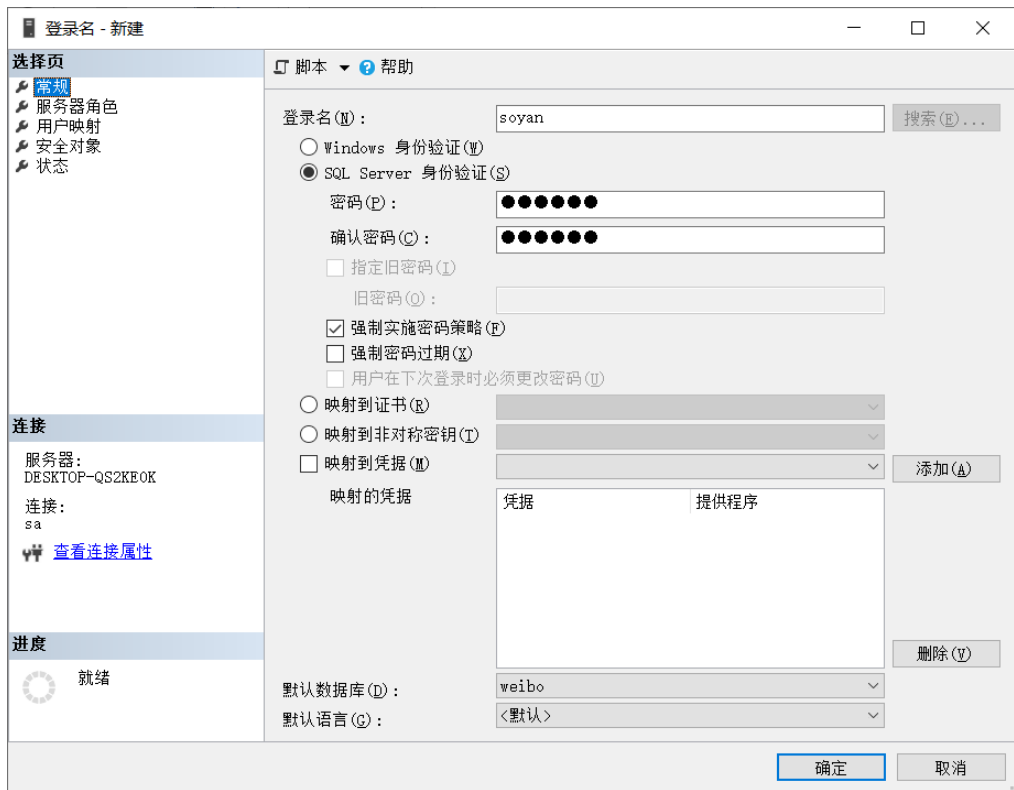 登录名 - 新建
选择页
常规
服务器角色
用户映射
安全对象
状态
脚本 帮助
登录名(N): soyan 搜索(E)...
Windows 身份验证(W)
SQL Server 身份验证(S)
密码(P): ●●●●●●
确认密码(C): ●●●●●●
指定旧密码(I)
旧密码(O):
强制实施密码策略(F)
强制密码过期(X)
用户在下次登录时必须更改密码(U)
映射到证书(R)
映射到非对称密钥(T)
映射到凭据(M) 添加(A)
映射的凭据 凭据 提供程序
删除(V)
默认数据库(D): weibo
默认语言(G): <默认>
连接
服务器:
DESKTOP-QS2KE0K
连接:
sa
查看连接属性
进度
就绪
确定 取消